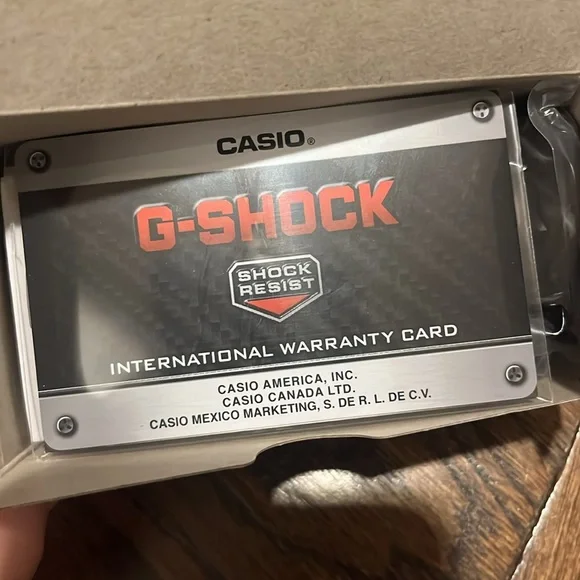 CASIO®
G-SHOCK
SHOCK
RESIST
INTERNATIONAL WARRANTY CARD
CASIO AMERICA, INC.
CASIO CANADA LTD.
CASIO MEXICO MARKETING, S. DE R. L. DE C.V.